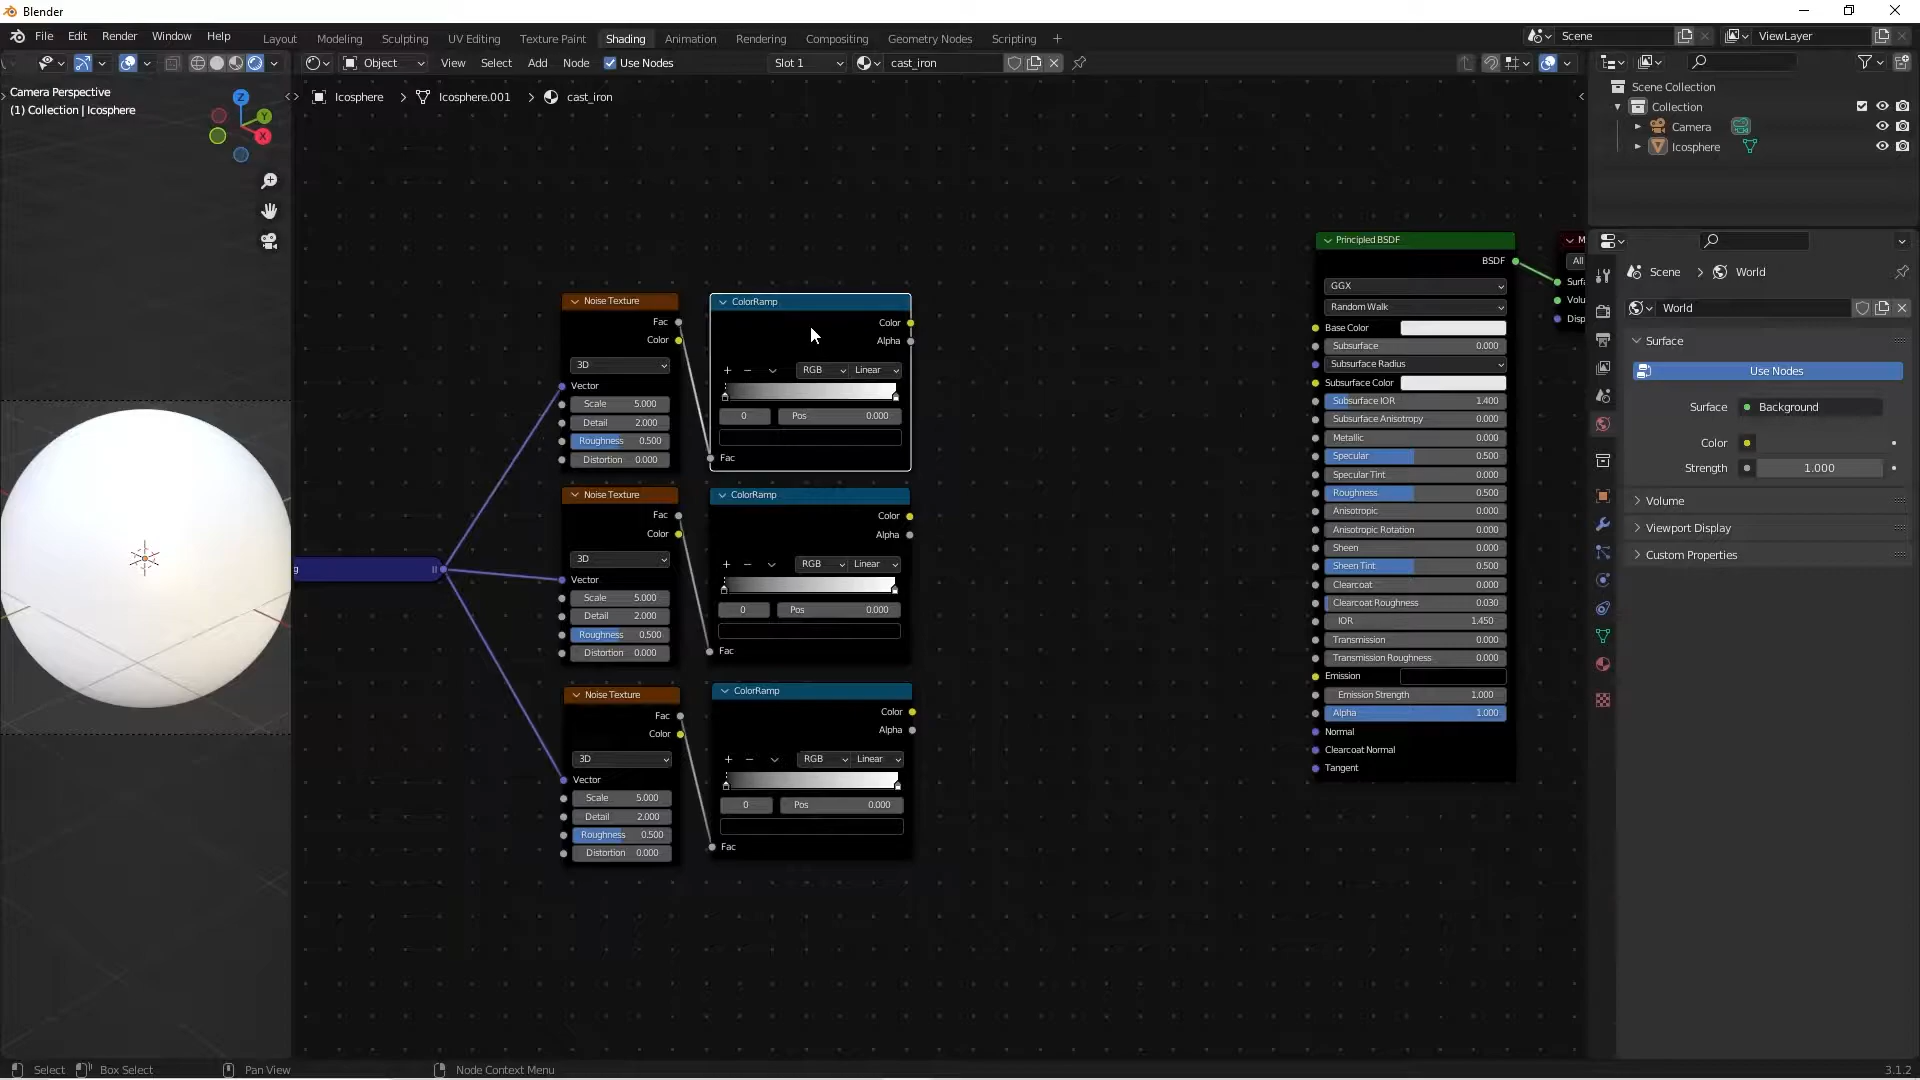 Blender
File Edit Render Window Help
Layout Modeling Sculpting UV Editing Texture Paint Shading Animation Rendering Compositing Geometry Nodes Scripting +
Scene
ViewLayer
Object View Select Add Node Use Nodes
Slot 1
cast_iron
Camera Perspective
(1) Collection | Icosphere
Z
Y
X
Icosphere > Icosphere.001 > cast_iron
Noise Texture
Fac
Color
3D
Vector
Scale 5.000
Detail 2.000
Roughness 0.500
Distortion 0.000
ColorRamp
Color
Alpha
+ − RGB Linear
0 Pos 0.000
Fac
g
Noise Texture
Fac
Color
3D
Vector
Scale 5.000
Detail 2.000
Roughness 0.500
Distortion 0.000
ColorRamp
Color
Alpha
+ − RGB Linear
0 Pos 0.000
Fac
Noise Texture
Fac
Color
3D
Vector
Scale 5.000
Detail 2.000
Roughness 0.500
Distortion 0.000
ColorRamp
Color
Alpha
+ − RGB Linear
0 Pos 0.000
Fac
Principled BSDF
BSDF
GGX
Random Walk
Base Color
Subsurface 0.000
Subsurface Radius
Subsurface Color
Subsurface IOR 1.400
Subsurface Anisotropy 0.000
Metallic 0.000
Specular 0.500
Specular Tint 0.000
Roughness 0.500
Anisotropic 0.000
Anisotropic Rotation 0.000
Sheen 0.000
Sheen Tint 0.500
Clearcoat 0.000
Clearcoat Roughness 0.030
IOR 1.450
Transmission 0.000
Transmission Roughness 0.000
Emission
Emission Strength 1.000
Alpha 1.000
Normal
Clearcoat Normal
Tangent
M
All
Surfa
Volu
Disp
Scene Collection
Collection
Camera
Icosphere
Scene > World
World
Surface
Use Nodes
Surface Background
Color
Strength 1.000
Volume
Viewport Display
Custom Properties
Select Box Select Pan View Node Context Menu
3.1.2